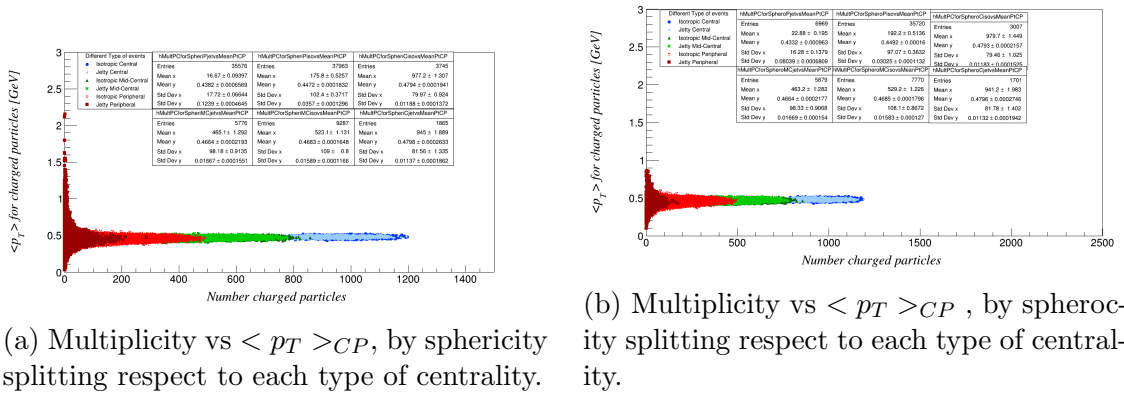 Different Type of events
Isotropic Central
Jetty Central
Isotropic Mid-Central
Jetty Mid-Central
Isotropic Peripheral
Jetty Peripheral
hMultPCforSpheriPjetvsMeanPtCP
Entries 35576
Mean x 16.67 ± 0.09397
Mean y 0.4382 ± 0.0006569
Std Dev x 17.72 ± 0.06644
Std Dev y 0.1239 ± 0.0004645
hMultPCforSpheriPisovsMeanPtCP
Entries 37963
Mean x 175.8 ± 0.5257
Mean y 0.4472 ± 0.0001832
Std Dev x 102.4 ± 0.3717
Std Dev y 0.0357 ± 0.0001296
hMultPCforSpheriCisovsMeanPtCP
Entries 3745
Mean x 977.2 ± 1.307
Mean y 0.4794 ± 0.0001941
Std Dev x 79.97 ± 0.924
Std Dev y 0.01188 ± 0.0001372
hMultPCforSpheriMCjetvsMeanPtCP
Entries 5776
Mean x 465.1 ± 1.292
Mean y 0.4664 ± 0.0002193
Std Dev x 98.18 ± 0.9135
Std Dev y 0.01667 ± 0.0001551
hMultPCforSpheriMCisovsMeanPtCP
Entries 9287
Mean x 523.1 ± 1.131
Mean y 0.4683 ± 0.0001648
Std Dev x 109 ± 0.8
Std Dev y 0.01589 ± 0.0001166
hMultPCforSpheriCjetvsMeanPtCP
Entries 1865
Mean x 945 ± 1.889
Mean y 0.4798 ± 0.0002633
Std Dev x 81.56 ± 1.335
Std Dev y 0.01137 ± 0.0001862
<p_T> for charged particles [GeV]
3
2.5
2
1.5
1
0.5
0
0 200 400 600 800 1000 1200 1400
Number charged particles
(a) Multiplicity vs < p_T >_CP, by sphericity
splitting respect to each type of centrality.
Different Type of events
Isotropic Central
Jetty Central
Isotropic Mid-Central
Jetty Mid-Central
Isotropic Peripheral
Jetty Peripheral
hMultPCforSpheroPjetvsMeanPtCP
Entries 6969
Mean x 22.88 ± 0.195
Mean y 0.4332 ± 0.000963
Std Dev x 16.28 ± 0.1379
Std Dev y 0.08039 ± 0.0006809
hMultPCforSpheroPisovsMeanPtCP
Entries 35720
Mean x 192.2 ± 0.5136
Mean y 0.4492 ± 0.00016
Std Dev x 97.07 ± 0.3632
Std Dev y 0.03025 ± 0.0001132
hMultPCforSpheroCisovsMeanPtCP
Entries 3007
Mean x 979.7 ± 1.449
Mean y 0.4793 ± 0.0002157
Std Dev x 79.46 ± 1.025
Std Dev y 0.01183 ± 0.0001525
hMultPCforSpheroMCjetvsMeanPtCP
Entries 5879
Mean x 463.2 ± 1.282
Mean y 0.4664 ± 0.0002177
Std Dev x 98.33 ± 0.9068
Std Dev y 0.01669 ± 0.000154
hMultPCforSpheroMCisovsMeanPtCP
Entries 7770
Mean x 529.2 ± 1.226
Mean y 0.4685 ± 0.0001796
Std Dev x 108.1 ± 0.8672
Std Dev y 0.01583 ± 0.000127
hMultPCforSpheroCjetvsMeanPtCP
Entries 1701
Mean x 941.2 ± 1.983
Mean y 0.4796 ± 0.0002746
Std Dev x 81.78 ± 1.402
Std Dev y 0.01132 ± 0.0001942
<p_T> for charged particles [GeV]
3
2.5
2
1.5
1
0.5
0
0 500 1000 1500 2000 2500
Number charged particles
(b) Multiplicity vs < p_T >_CP , by spheroc-
ity splitting respect to each type of central-
ity.